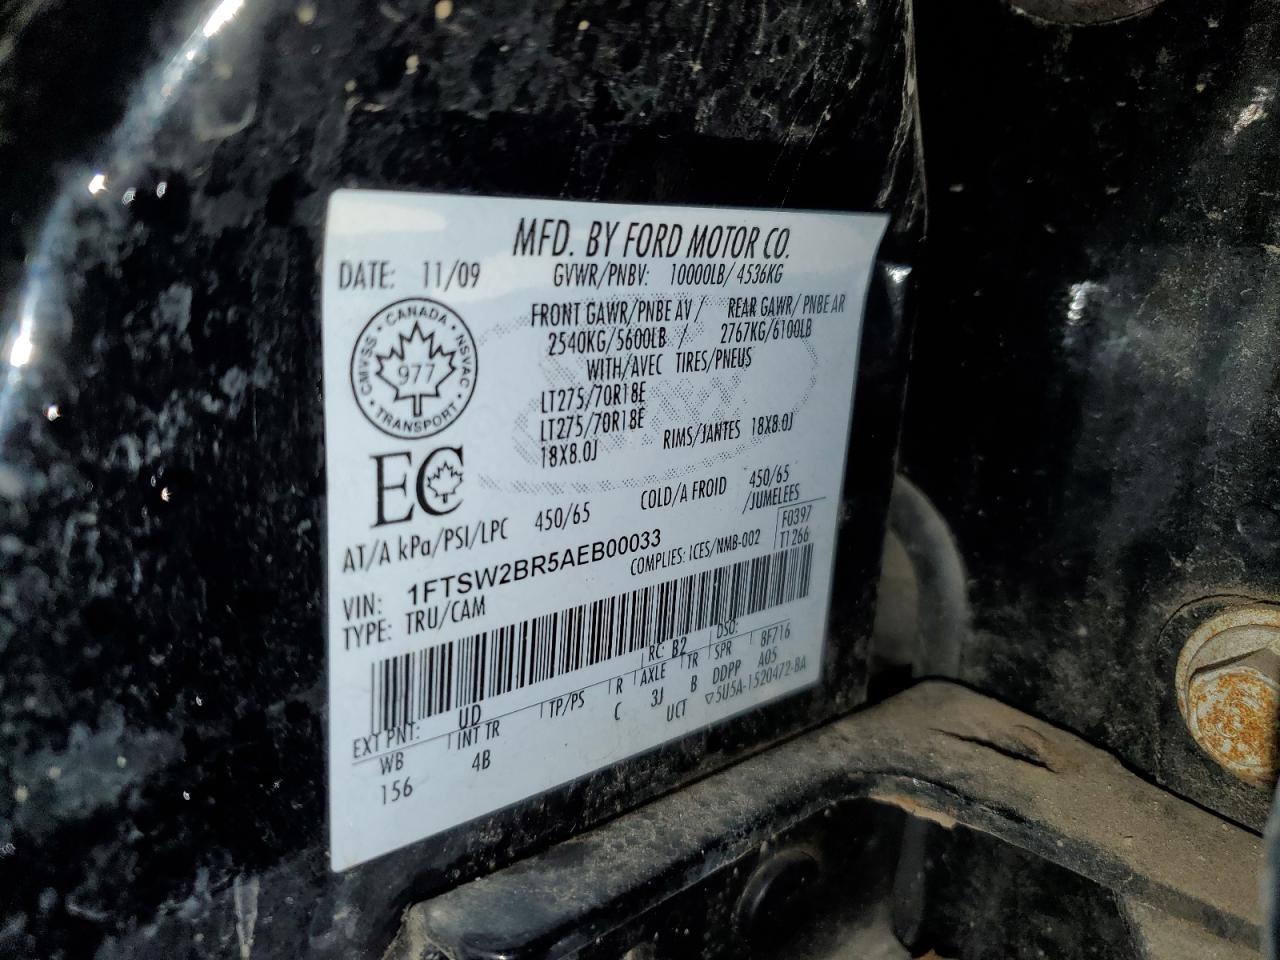 MFD. BY FORD MOTOR CO.
DATE: 11/09 GVWR/PNBV: 10000LB/ 4536KG
FRONT GAWR/PNBE AV / REAR GAWR/ PNBE AR
2540KG/5600LB / 2767KG/6100LB
WITH/AVEC TIRES/PNEUS
LT275/70R18E
LT275/70R18E
18X8.0J RIMS/JANTES 18X8.0J
CANADA
CMVSS NSVAC
977
TRANSPORT
EC
AT/A kPa/PSI/LPC 450/65 COLD/A FROID 450/65
/JUMELEES
VIN: 1FTSW2BR5AEB00033 COMPLIES: ICES/NMB-002
F0397
T1266
TYPE: TRU/CAM
EXT PNT: UD RC: B2 DSO:
WB INT TR TP/PS R AXLE TR SPR 8F716
156 4B C 3J B DDPP A05
UCT ▽5U5A-1520472-BA